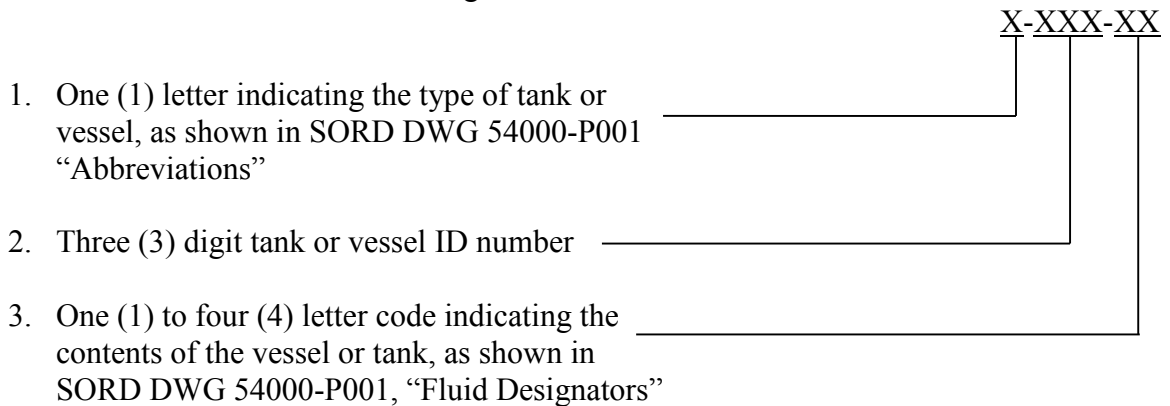 X-XXX-XX
1. One (1) letter indicating the type of tank or
vessel, as shown in SORD DWG 54000-P001
“Abbreviations”
2. Three (3) digit tank or vessel ID number
3. One (1) to four (4) letter code indicating the
contents of the vessel or tank, as shown in
SORD DWG 54000-P001, “Fluid Designators”